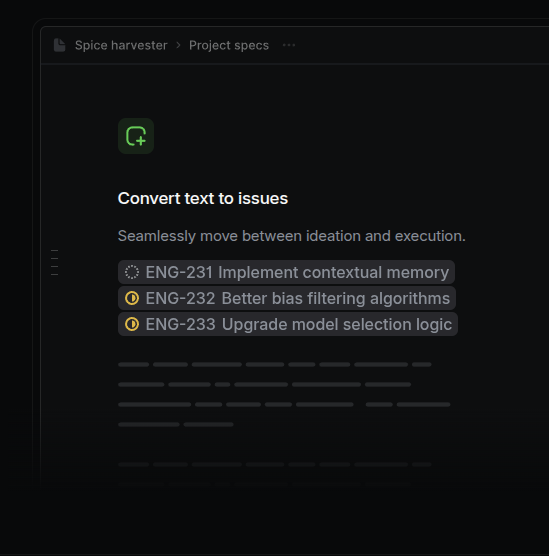 Spice harvester › Project specs ···
Convert text to issues
Seamlessly move between ideation and execution.
ENG-231 Implement contextual memory
ENG-232 Better bias filtering algorithms
ENG-233 Upgrade model selection logic